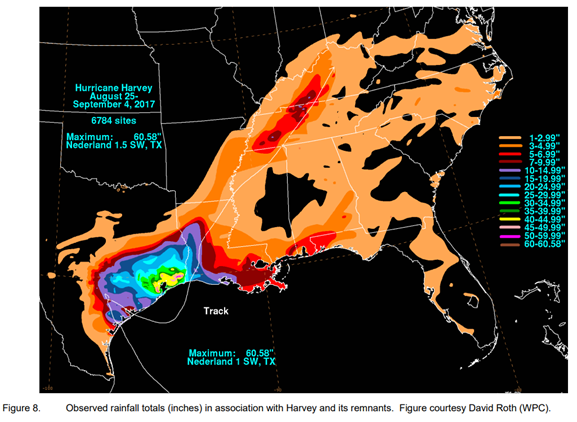 Hurricane Harvey
August 25-
September 4, 2017
6784 sites
Maximum: 60.58"
Nederland 1.5 SW, TX
1-2.99"
3-4.99"
5-6.99"
7-9.99"
10-14.99"
15-19.99"
20-24.99"
25-29.99"
30-34.99"
35-39.99"
40-44.99"
45-49.99"
50-59.99"
60-60.58"
Track
Maximum: 60.58"
Nederland 1 SW, TX
Figure 8. Observed rainfall totals (inches) in association with Harvey and its remnants. Figure courtesy David Roth (WPC).